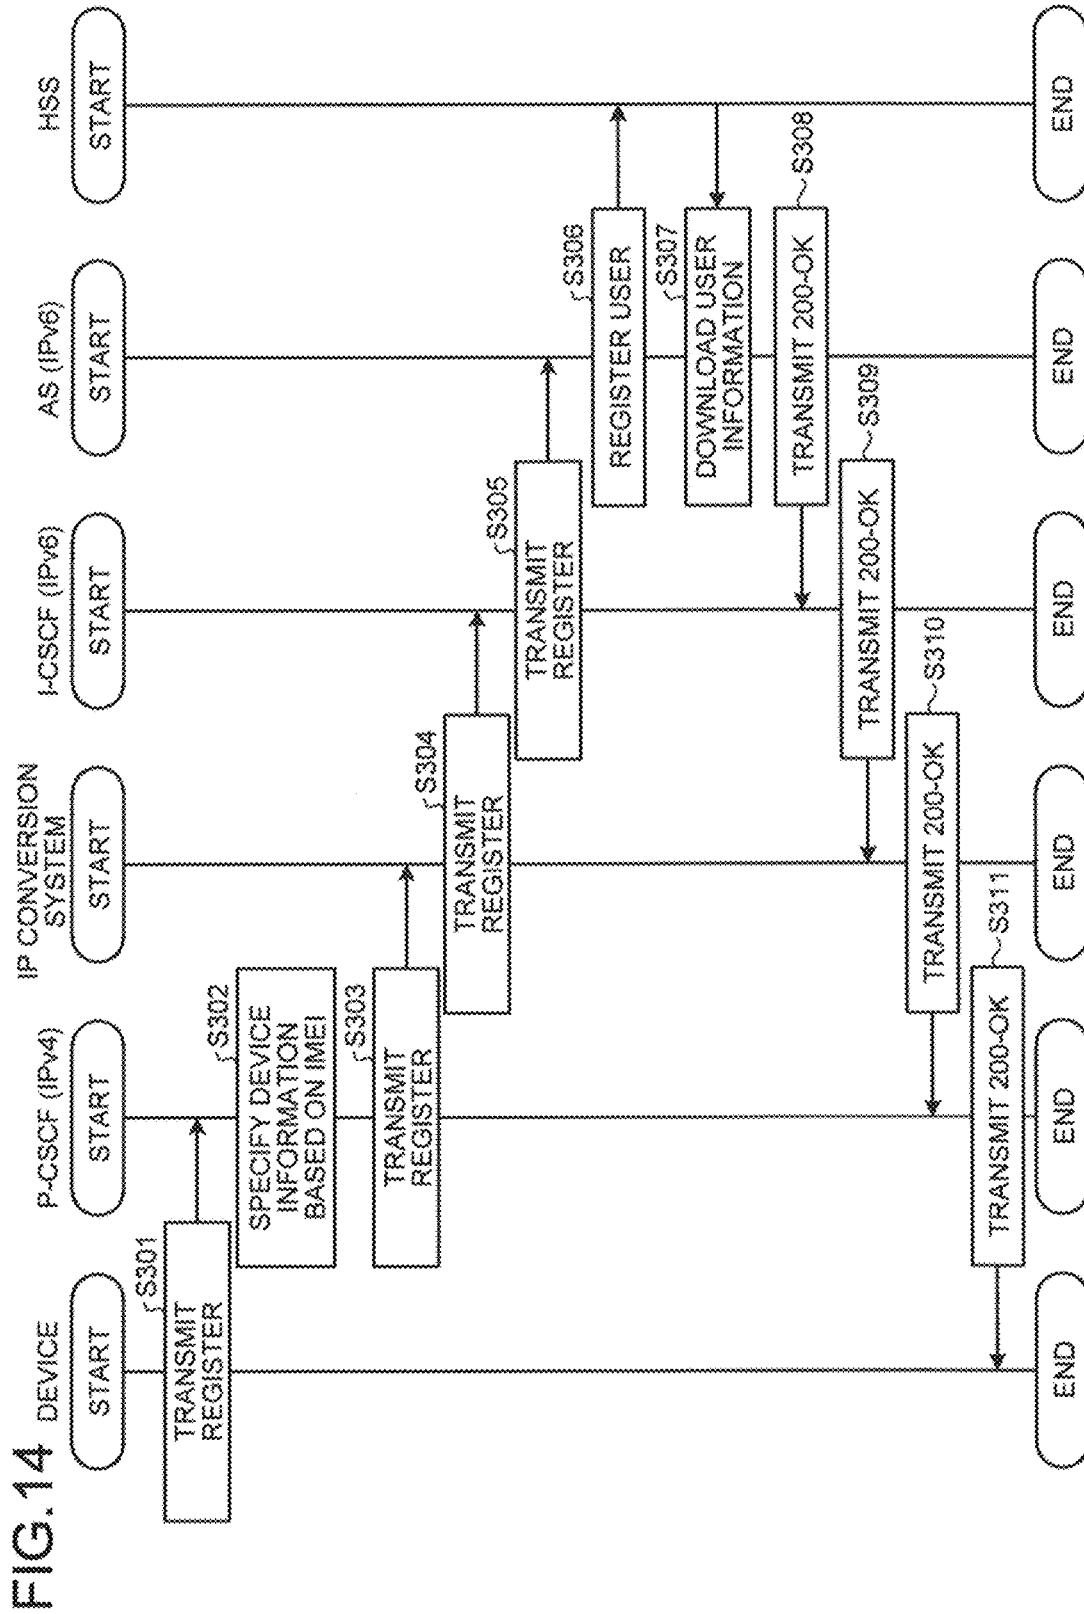 FIG.14
DEVICE
P-CSCF (IPv4)
IP CONVERSION
SYSTEM
I-CSCF (IPv6)
AS (IPv6)
HSS
START
START
START
START
START
START
S301
TRANSMIT
REGISTER
S302
SPECIFY DEVICE
INFORMATION
BASED ON IMEI
S303
TRANSMIT
REGISTER
S304
TRANSMIT
REGISTER
S305
TRANSMIT
REGISTER
S306
REGISTER USER
S307
DOWNLOAD USER
INFORMATION
S308
TRANSMIT 200-OK
S309
TRANSMIT 200-OK
S310
TRANSMIT 200-OK
S311
TRANSMIT 200-OK
END
END
END
END
END
END